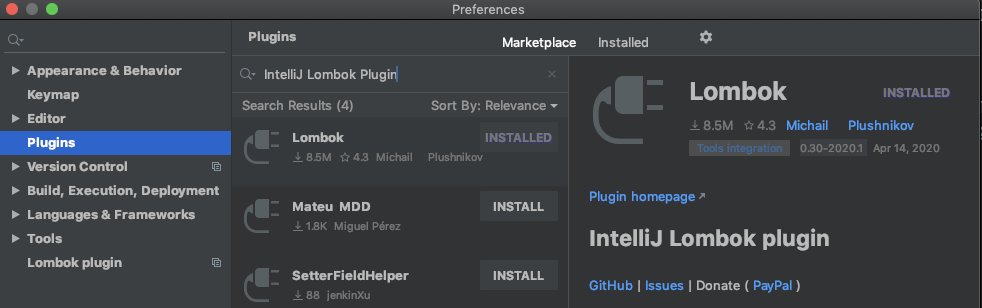 Preferences
Plugins
Marketplace Installed
Appearance & Behavior
Keymap
Editor
Plugins
Version Control
Build, Execution, Deployment
Languages & Frameworks
Tools
Lombok plugin
IntelliJ Lombok Plugin
Search Results (4) Sort By: Relevance
Lombok INSTALLED
8.5M 4.3 Michail Plushnikov
Mateu MDD INSTALL
1.8K Miguel Pérez
SetterFieldHelper INSTALL
88 jenkinXu
Lombok INSTALLED
8.5M 4.3 Michail Plushnikov
Tools integration 0.30-2020.1 Apr 14, 2020
Plugin homepage
IntelliJ Lombok plugin
GitHub | Issues | Donate ( PayPal )